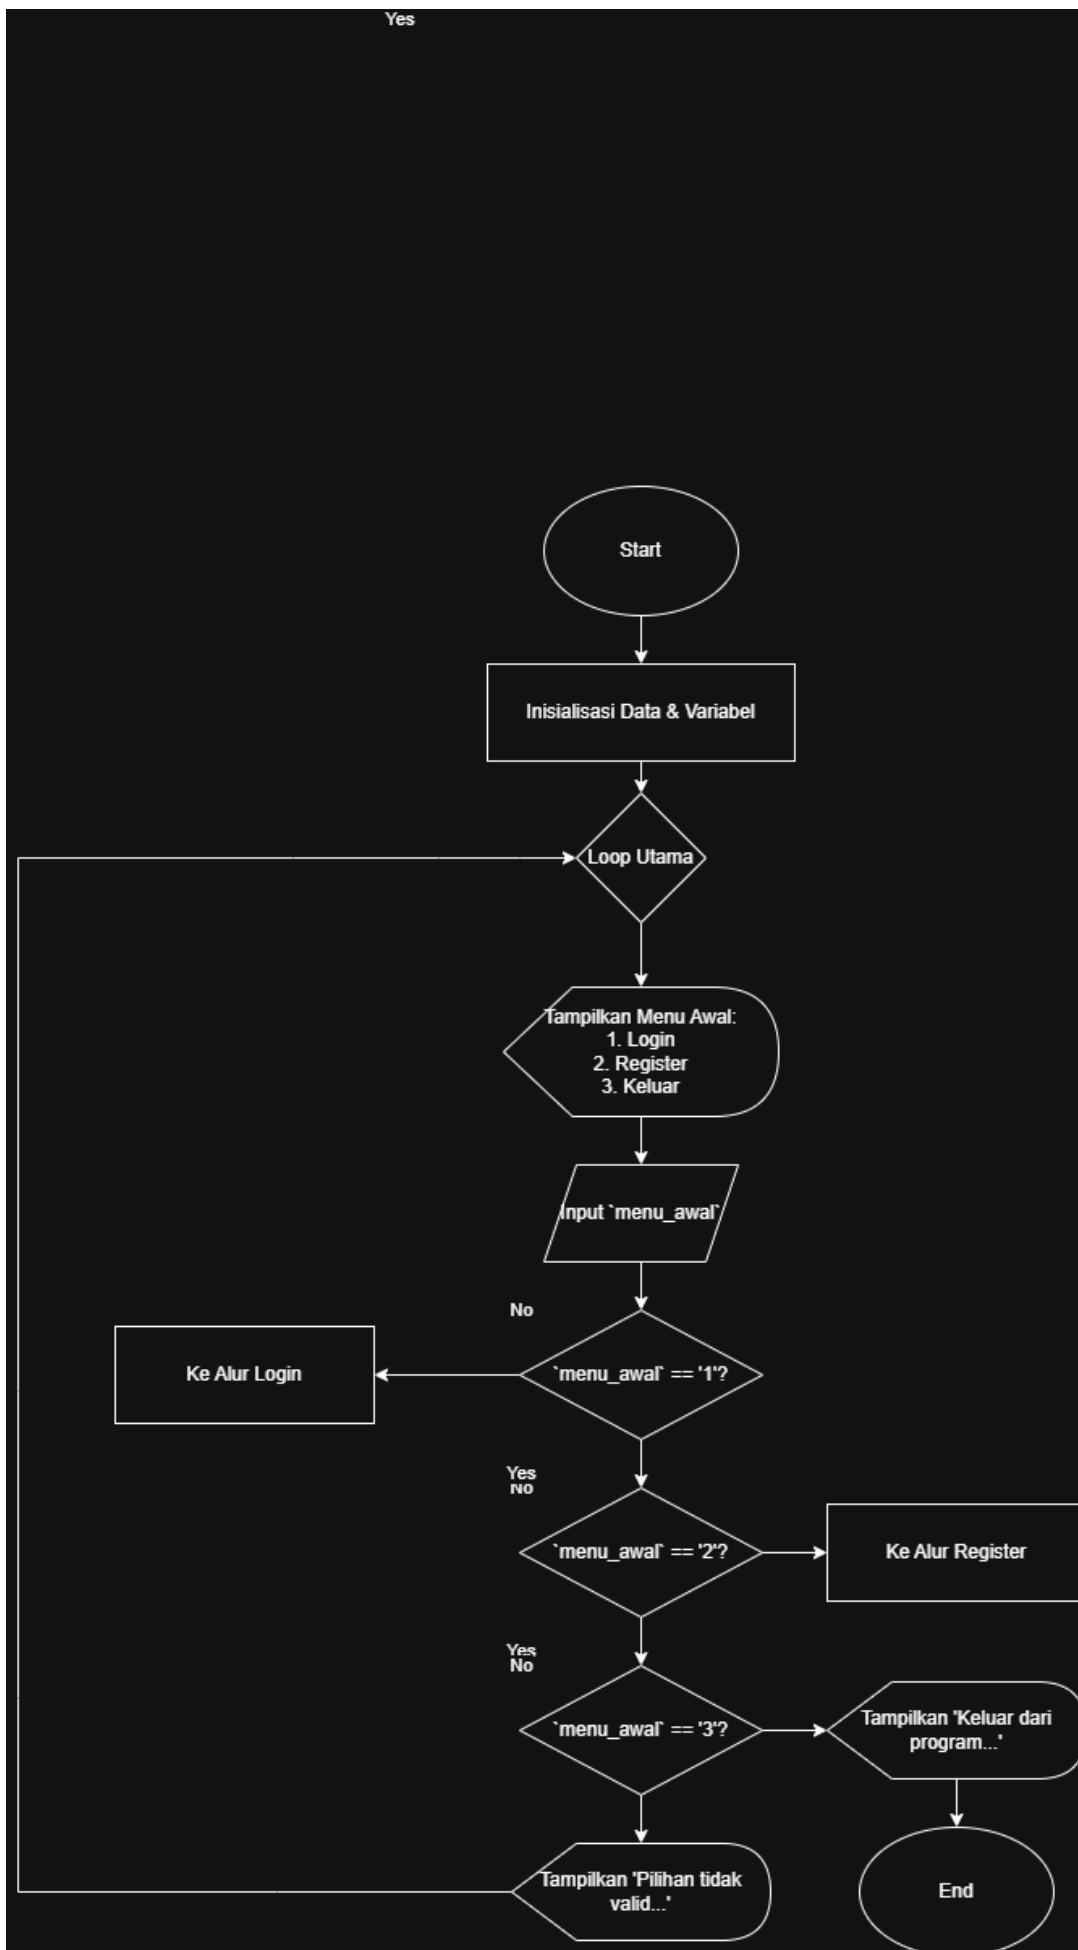 Yes
Start
Inisialisasi Data & Variabel
Loop Utama
Tampilkan Menu Awal:
1. Login
2. Register
3. Keluar
Input `menu_awal`
No
Ke Alur Login
`menu_awal` == '1'?
Yes
No
`menu_awal` == '2'?
Ke Alur Register
Yes
No
`menu_awal` == '3'?
Tampilkan 'Keluar dari
program...'
Tampilkan 'Pilihan tidak
valid...'
End